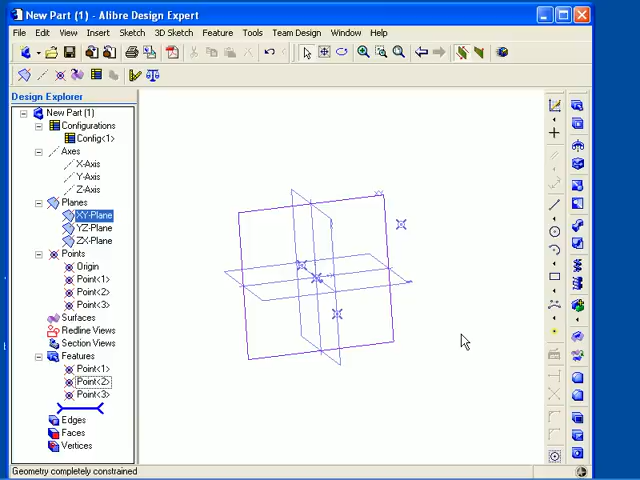 New Part (1) - Alibre Design Expert
File Edit View Insert Sketch 3D Sketch Feature Tools Team Design Window Help
Design Explorer
New Part (1)
Configurations
Config<1>
Axes
X-Axis
Y-Axis
Z-Axis
Planes
XY-Plane
YZ-Plane
ZX-Plane
Points
Origin
Point<1>
Point<2>
Point<3>
Surfaces
Redline Views
Section Views
Features
Point<1>
Point<2>
Point<3>
Edges
Faces
Vertices
Geometry completely constrained